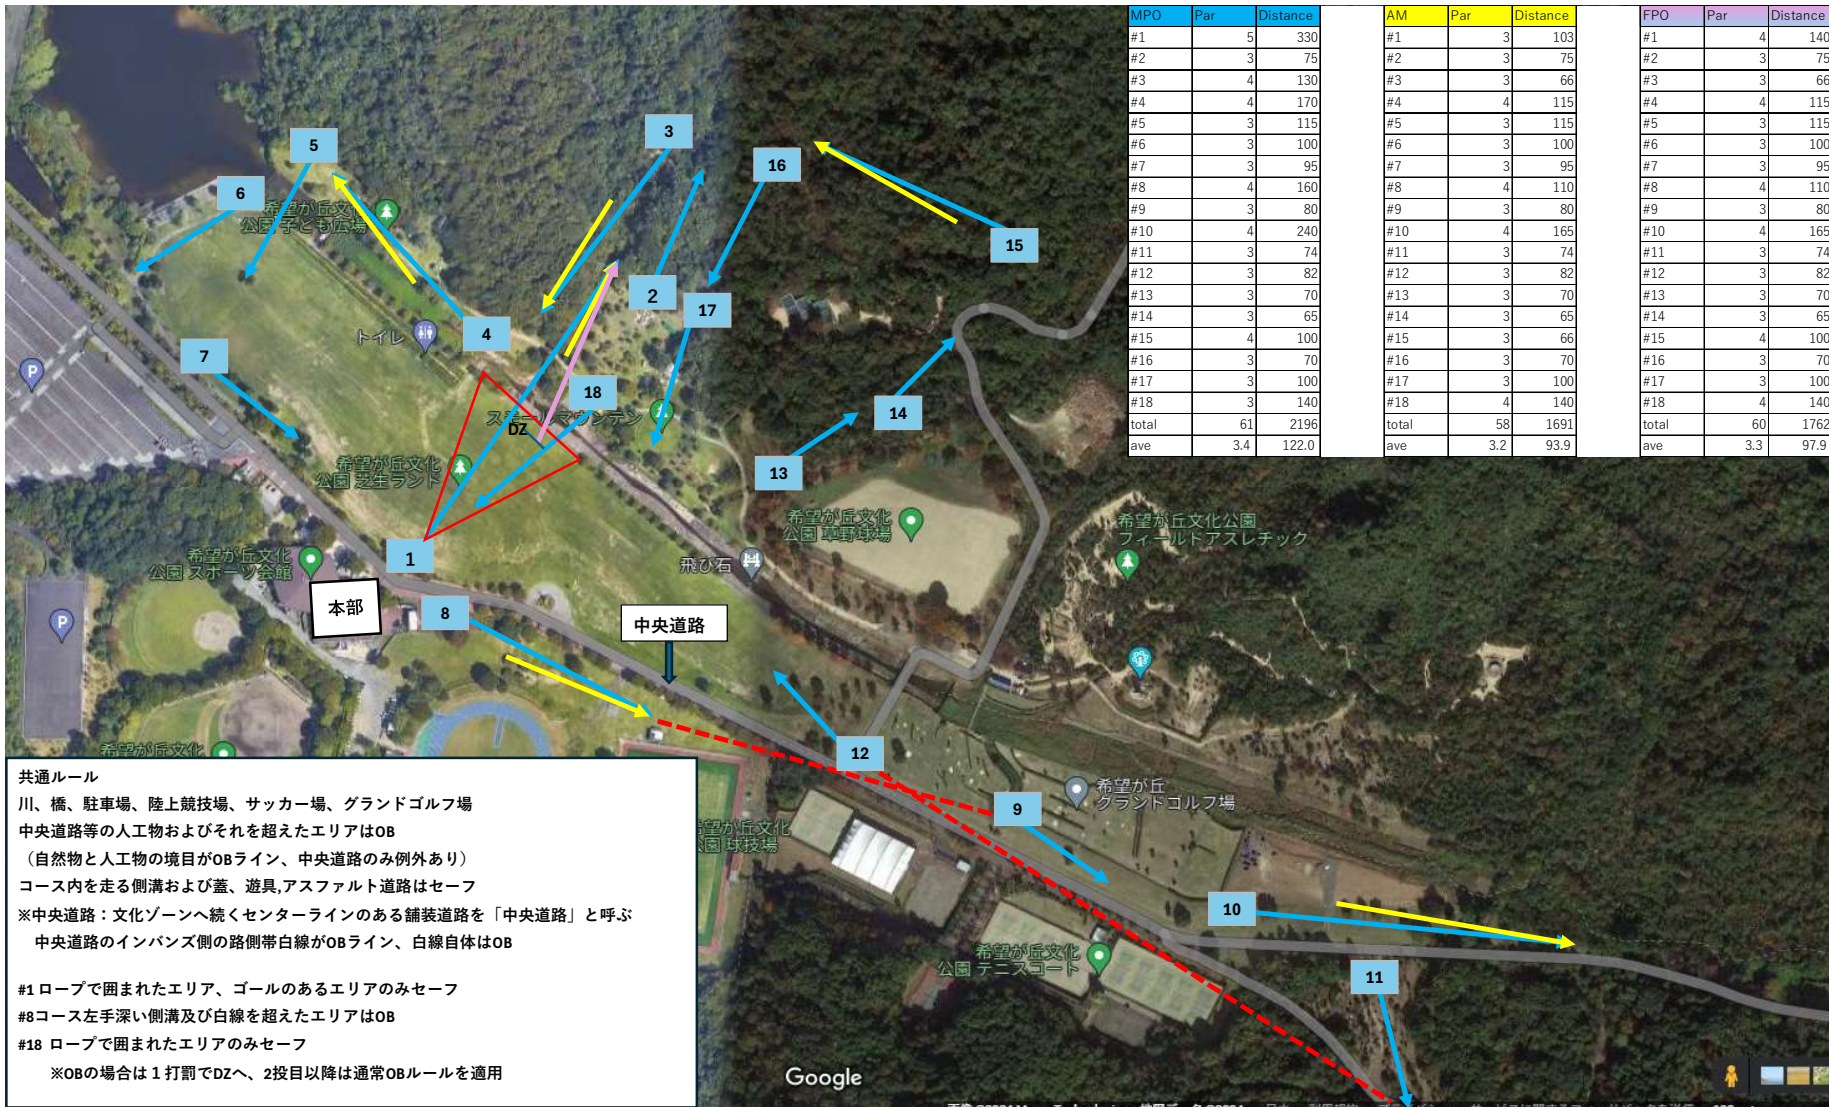 MPO Par Distance
#1 5 330
#2 3 75
#3 4 130
#4 4 170
#5 3 115
#6 3 100
#7 3 95
#8 4 160
#9 3 80
#10 4 240
#11 3 74
#12 3 82
#13 3 70
#14 3 65
#15 4 100
#16 3 70
#17 3 100
#18 3 140
total 61 2196
ave 3.4 122.0
AM Par Distance
#1 3 103
#2 3 75
#3 3 66
#4 4 115
#5 3 115
#6 3 100
#7 3 95
#8 4 110
#9 3 80
#10 4 165
#11 3 74
#12 3 82
#13 3 70
#14 3 65
#15 3 66
#16 3 70
#17 3 100
#18 4 140
total 58 1691
ave 3.2 93.9
FPO Par Distance
#1 4 140
#2 3 75
#3 3 66
#4 4 115
#5 3 115
#6 3 100
#7 3 95
#8 4 110
#9 3 80
#10 4 165
#11 3 74
#12 3 82
#13 3 70
#14 3 65
#15 4 100
#16 3 70
#17 3 100
#18 4 140
total 60 1762
ave 3.3 97.9
3
5
16
6
希望が丘文化
公園 子ども広場
15
2
17
トイレ
4
7
P
18
スモールマウンテン
DZ
14
希望が丘文化
公園 芝生ランド
13
希望が丘文化
公園 草野球場
希望が丘文化公園
フィールドアスレチック
1
希望が丘文化
公園 スポーツ会館
飛び石
本部
8
P
中央道路
希望が丘文化
12
希望が丘
グランドゴルフ場
9
望が丘文化
園 球技場
10
希望が丘文化
公園 テニスコート
11
共通ルール
川、橋、駐車場、陸上競技場、サッカー場、グランドゴルフ場
中央道路等の人工物およびそれを超えたエリアはOB
（自然物と人工物の境目がOBライン、中央道路のみ例外あり）
コース内を走る側溝および蓋、遊具,アスファルト道路はセーフ
※中央道路：文化ゾーンへ続くセンターラインのある舗装道路を「中央道路」と呼ぶ
中央道路のインバンズ側の路側帯白線がOBライン、白線自体はOB
#1 ロープで囲まれたエリア、ゴールのあるエリアのみセーフ
#8コース左手深い側溝及び白線を超えたエリアはOB
#18 ロープで囲まれたエリアのみセーフ
※OBの場合は１打罰でDZへ、2投目以降は通常OBルールを適用
Google